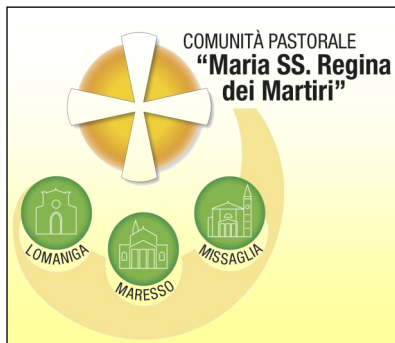 COMUNITÀ PASTORALE
“Maria SS. Regina
dei Martiri”
LOMANIGA
MARESSO
MISSAGLIA